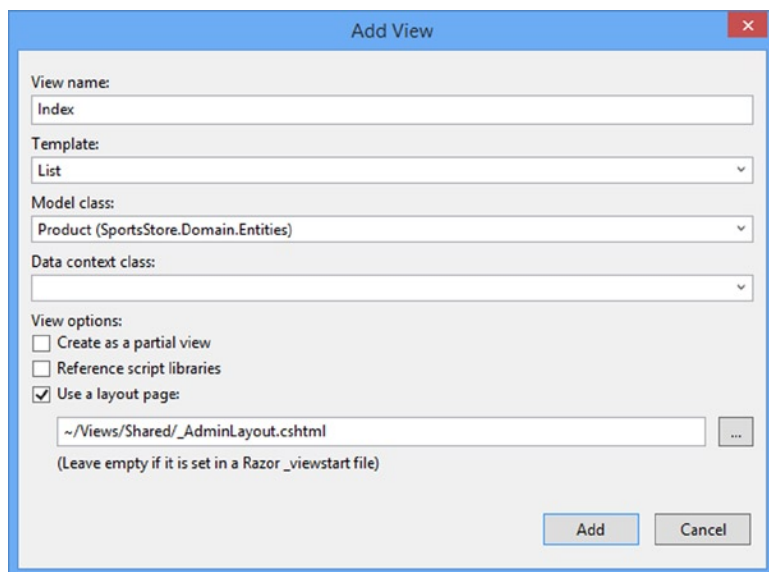 Add View
View name:
Index
Template:
List
Model class:
Product (SportsStore.Domain.Entities)
Data context class:
View options:
Create as a partial view
Reference script libraries
Use a layout page:
~/Views/Shared/_AdminLayout.cshtml
...
(Leave empty if it is set in a Razor _viewstart file)
Add Cancel